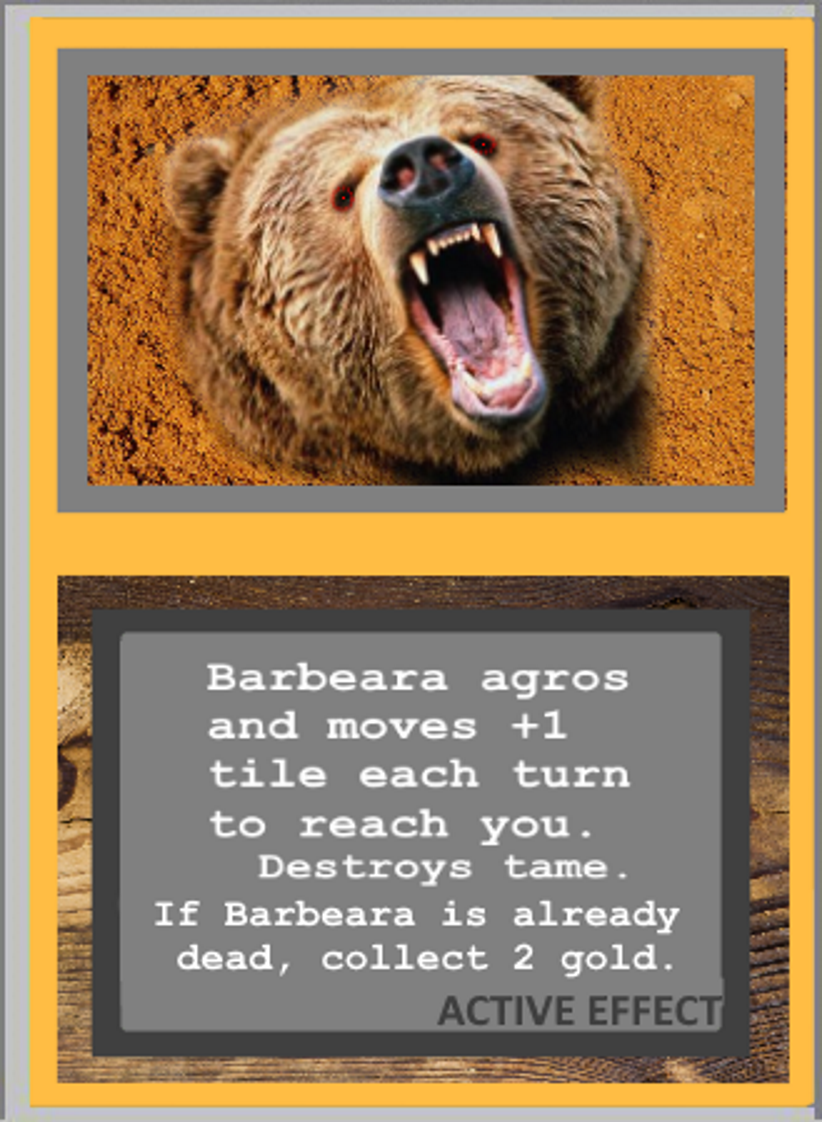 Barbeara agros
and moves +1
tile each turn
to reach you.
Destroys tame.
If Barbeara is already
dead, collect 2 gold.
ACTIVE EFFECT